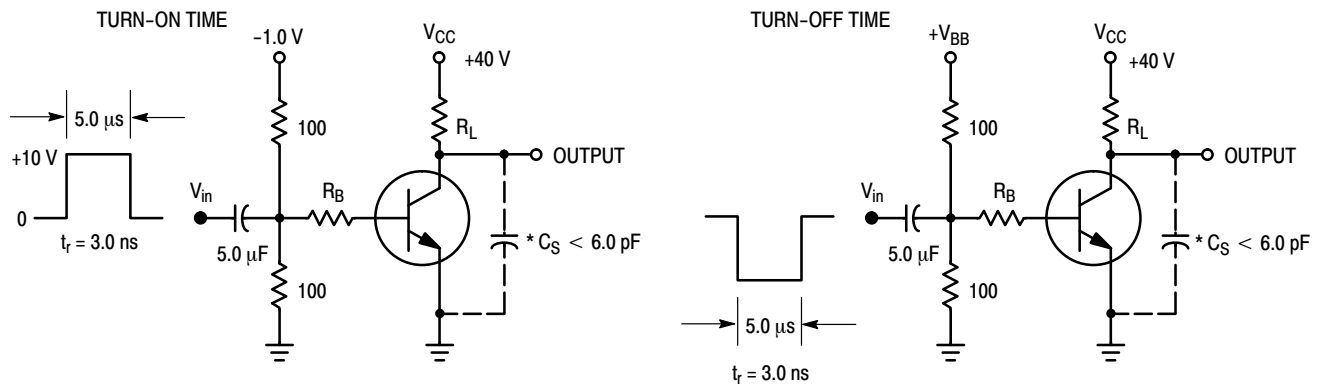 TURN-ON TIME
-1.0 V
VCC
+40 V
5.0 μs
100
RL
+10 V
OUTPUT
Vin
RB
0
tr = 3.0 ns
5.0 μF
* CS < 6.0 pF
100
TURN-OFF TIME
+VBB
VCC
+40 V
100
RL
OUTPUT
Vin
RB
5.0 μF
* CS < 6.0 pF
100
5.0 μs
tr = 3.0 ns